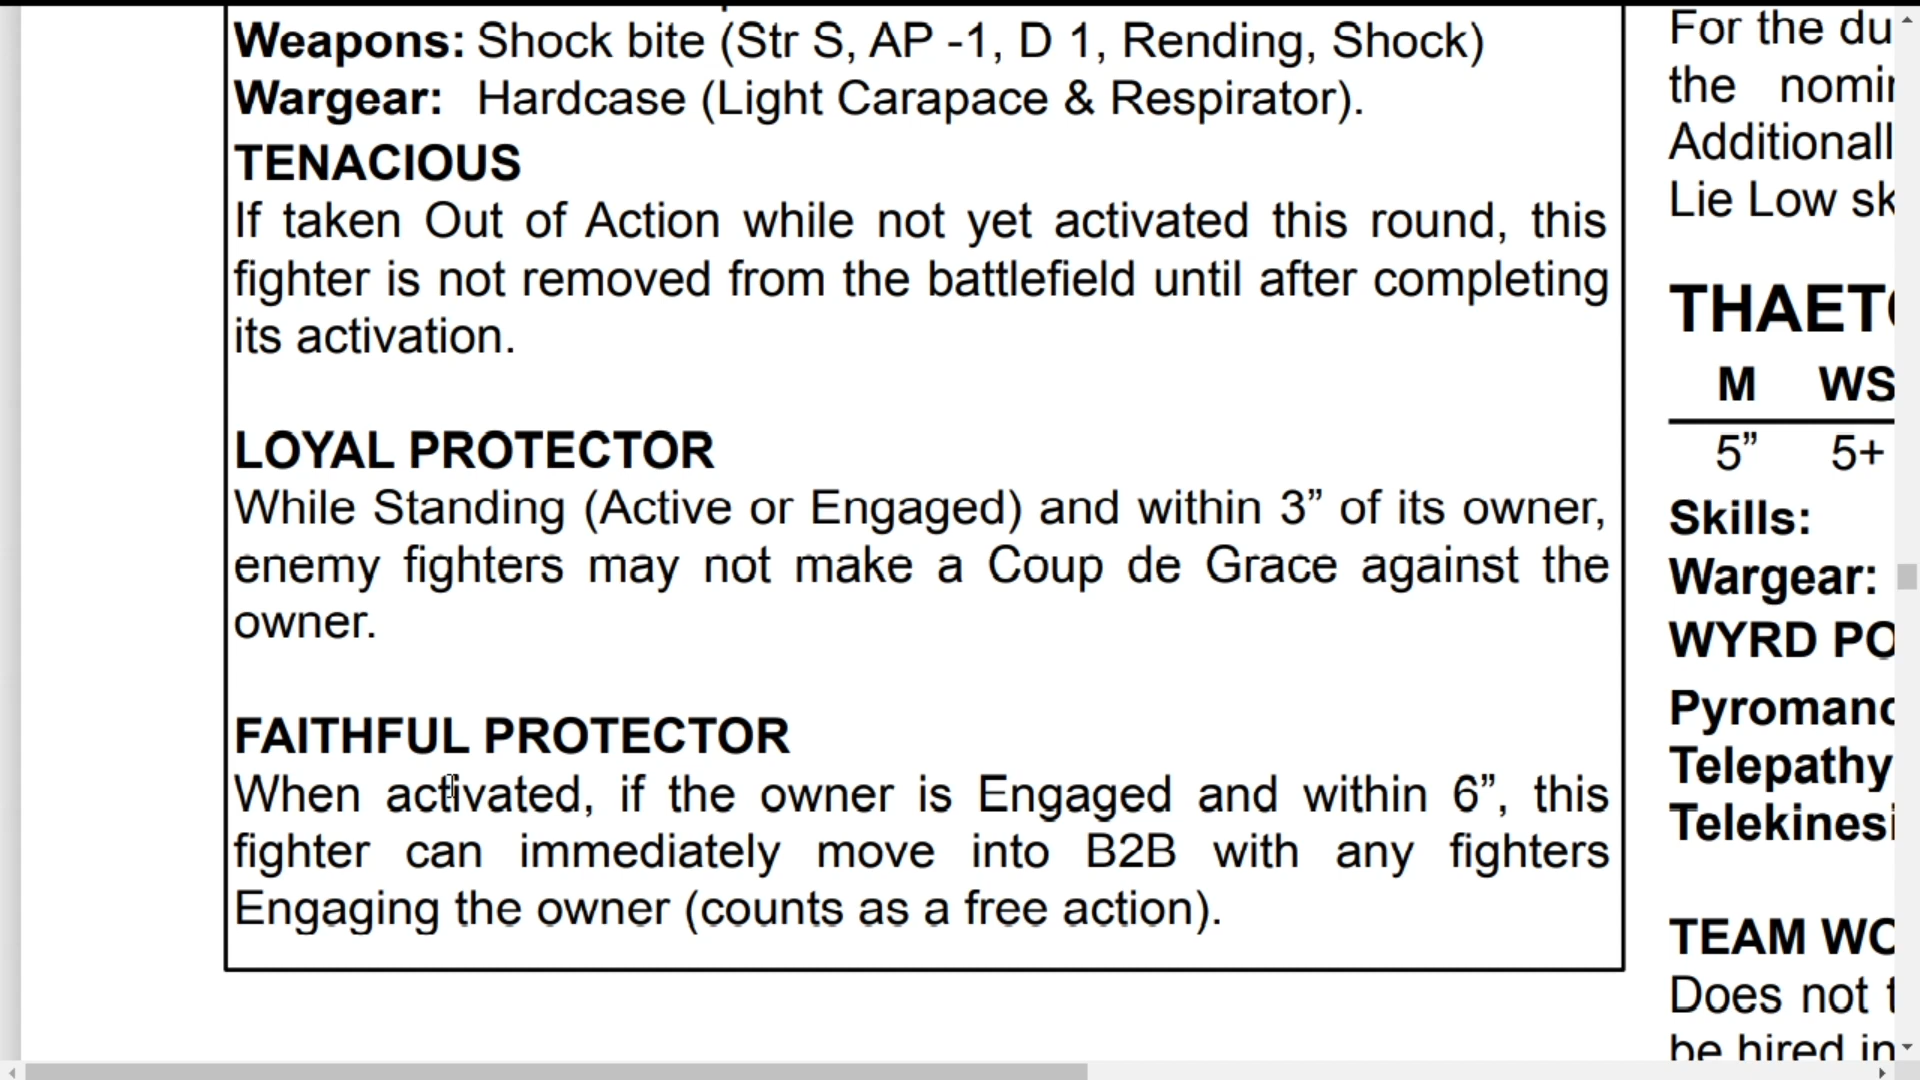 Weapons: Shock bite (Str S, AP -1, D 1, Rending, Shock)
Wargear: Hardcase (Light Carapace & Respirator).
TENACIOUS
If taken Out of Action while not yet activated this round, this
fighter is not removed from the battlefield until after completing
its activation.
LOYAL PROTECTOR
While Standing (Active or Engaged) and within 3” of its owner,
enemy fighters may not make a Coup de Grace against the
owner.
FAITHFUL PROTECTOR
When activated, if the owner is Engaged and within 6”, this
fighter can immediately move into B2B with any fighters
Engaging the owner (counts as a free action).
For the du
the nomin
Additionall
Lie Low sk
THAET
M WS
5” 5+
Skills:
Wargear:
WYRD PO
Pyromanc
Telepathy
Telekinesi
TEAM WO
Does not t
be hired in